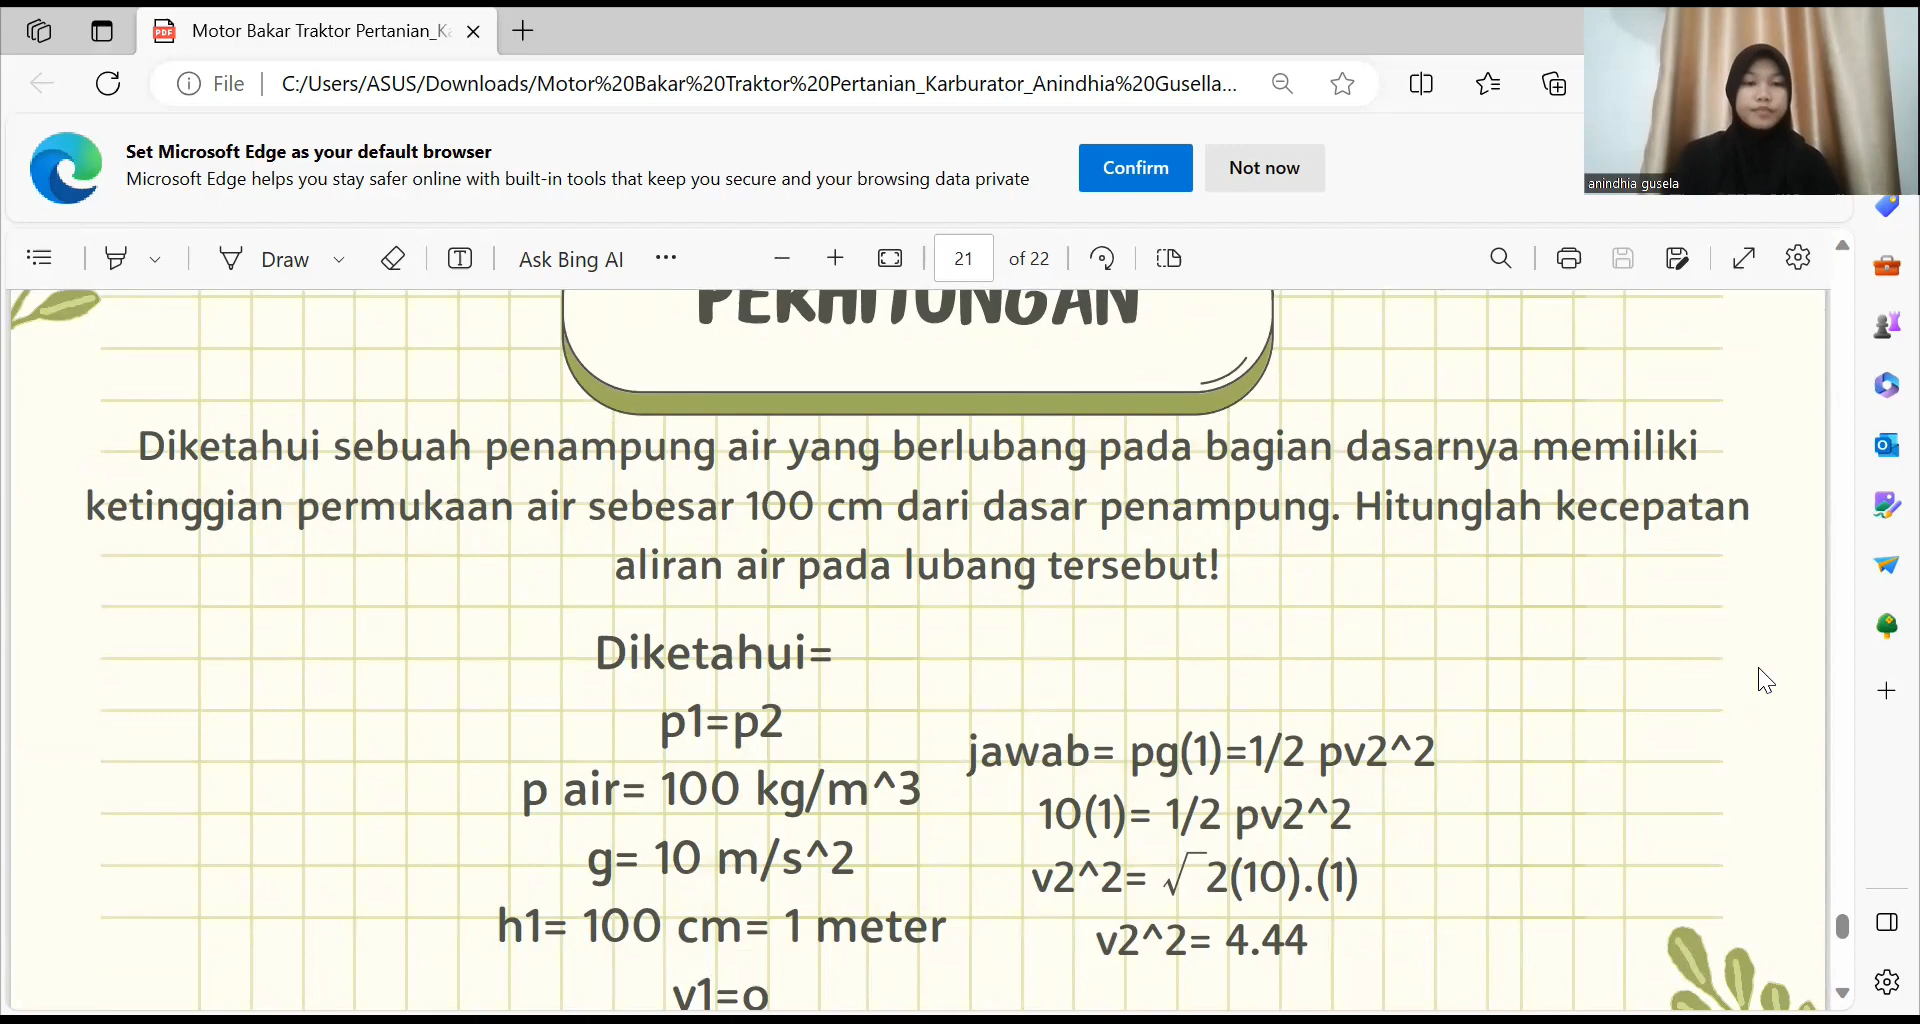 Motor Bakar Traktor Pertanian_Ka
File
C:/Users/ASUS/Downloads/Motor%20Bakar%20Traktor%20Pertanian_Karburator_Anindhia%20Gusella...
Set Microsoft Edge as your default browser
Microsoft Edge helps you stay safer online with built-in tools that keep you secure and your browsing data private
Confirm
Not now
anindhia gusela
Draw
Ask Bing AI
21
of 22
PERHITUNGAN
Diketahui sebuah penampung air yang berlubang pada bagian dasarnya memiliki
ketinggian permukaan air sebesar 100 cm dari dasar penampung. Hitunglah kecepatan
aliran air pada lubang tersebut!
Diketahui=
p1=p2
p air= 100 kg/m^3
g= 10 m/s^2
h1= 100 cm= 1 meter
v1=o
jawab= pg(1)=1/2 pv2^2
10(1)= 1/2 pv2^2
v2^2= √2(10).(1)
v2^2= 4.44